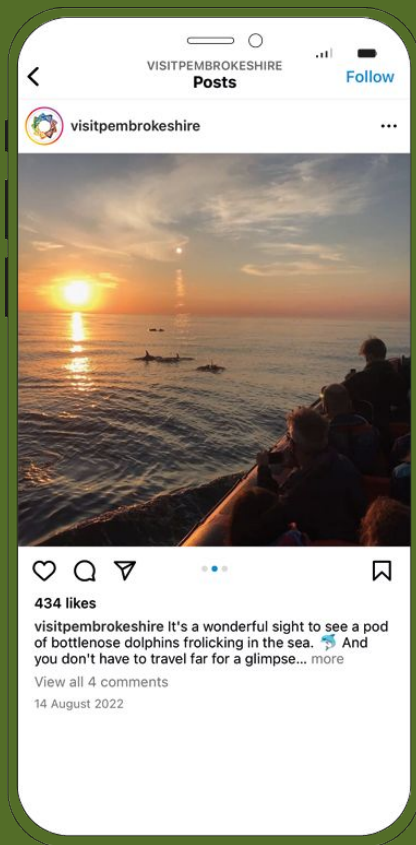 VISITPEMBROKESHIRE
Posts
Follow
visitpembrokeshire
434 likes
visitpembrokeshire It's a wonderful sight to see a pod
of bottlenose dolphins frolicking in the sea. 🐬 And
you don't have to travel far for a glimpse... more
View all 4 comments
14 August 2022